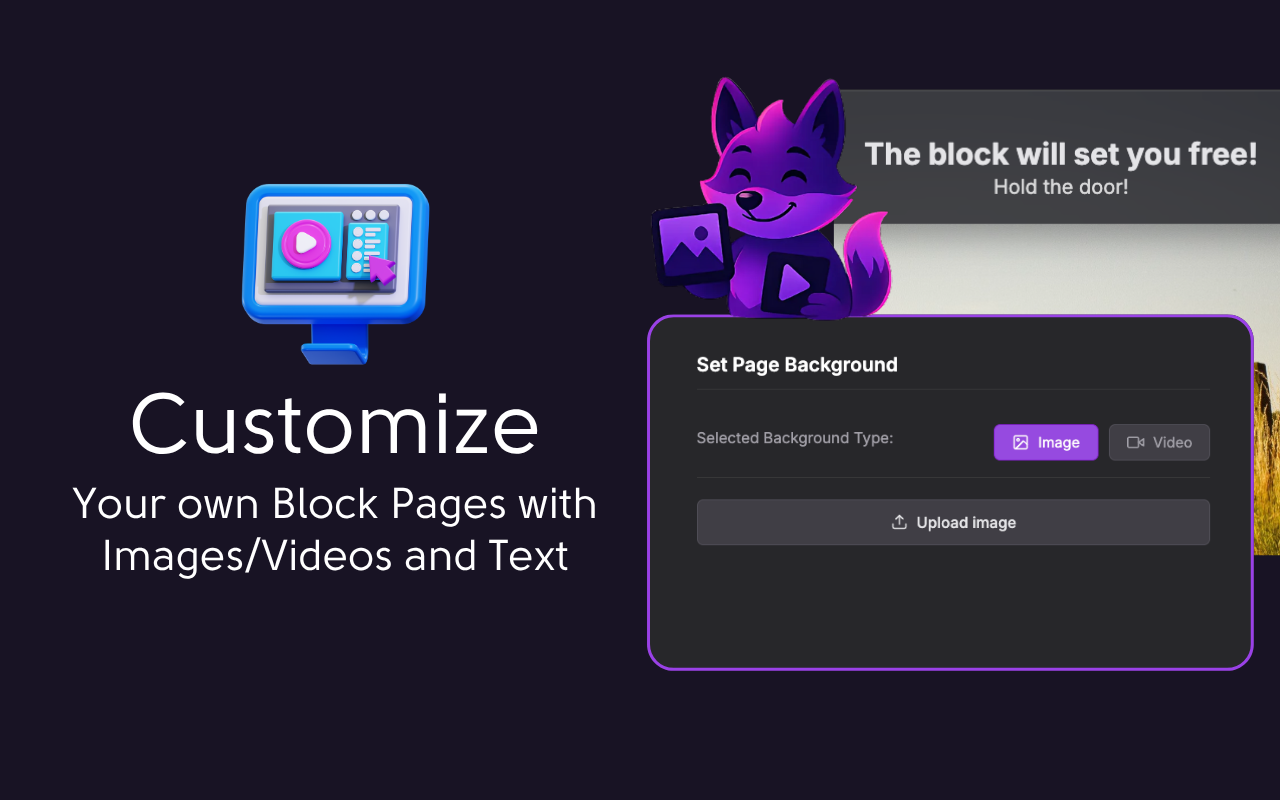 Customize
Your own Block Pages with
Images/Videos and Text
The block will set you free!
Hold the door!
Set Page Background
Selected Background Type:
Image
Video
Upload image